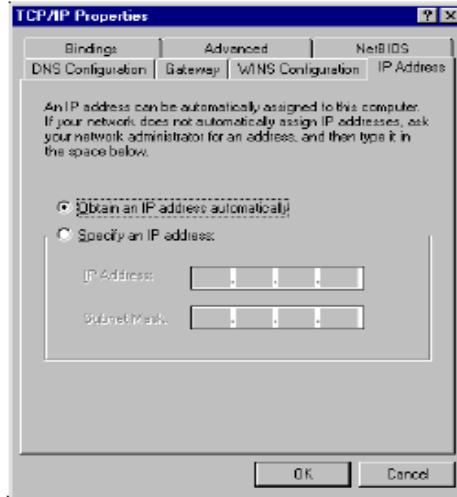 TCP/IP Properties
Bindings Advanced NetBIOS
DNS Configuration Gateway WINS Configuration IP Address
An IP address can be automatically assigned to this computer.
If your network does not automatically assign IP addresses, ask
your network administrator for an address, and then type it in
the space below.
Obtain an IP address automatically
Specify an IP address:
IP Address:
Subnet Mask:
OK Cancel